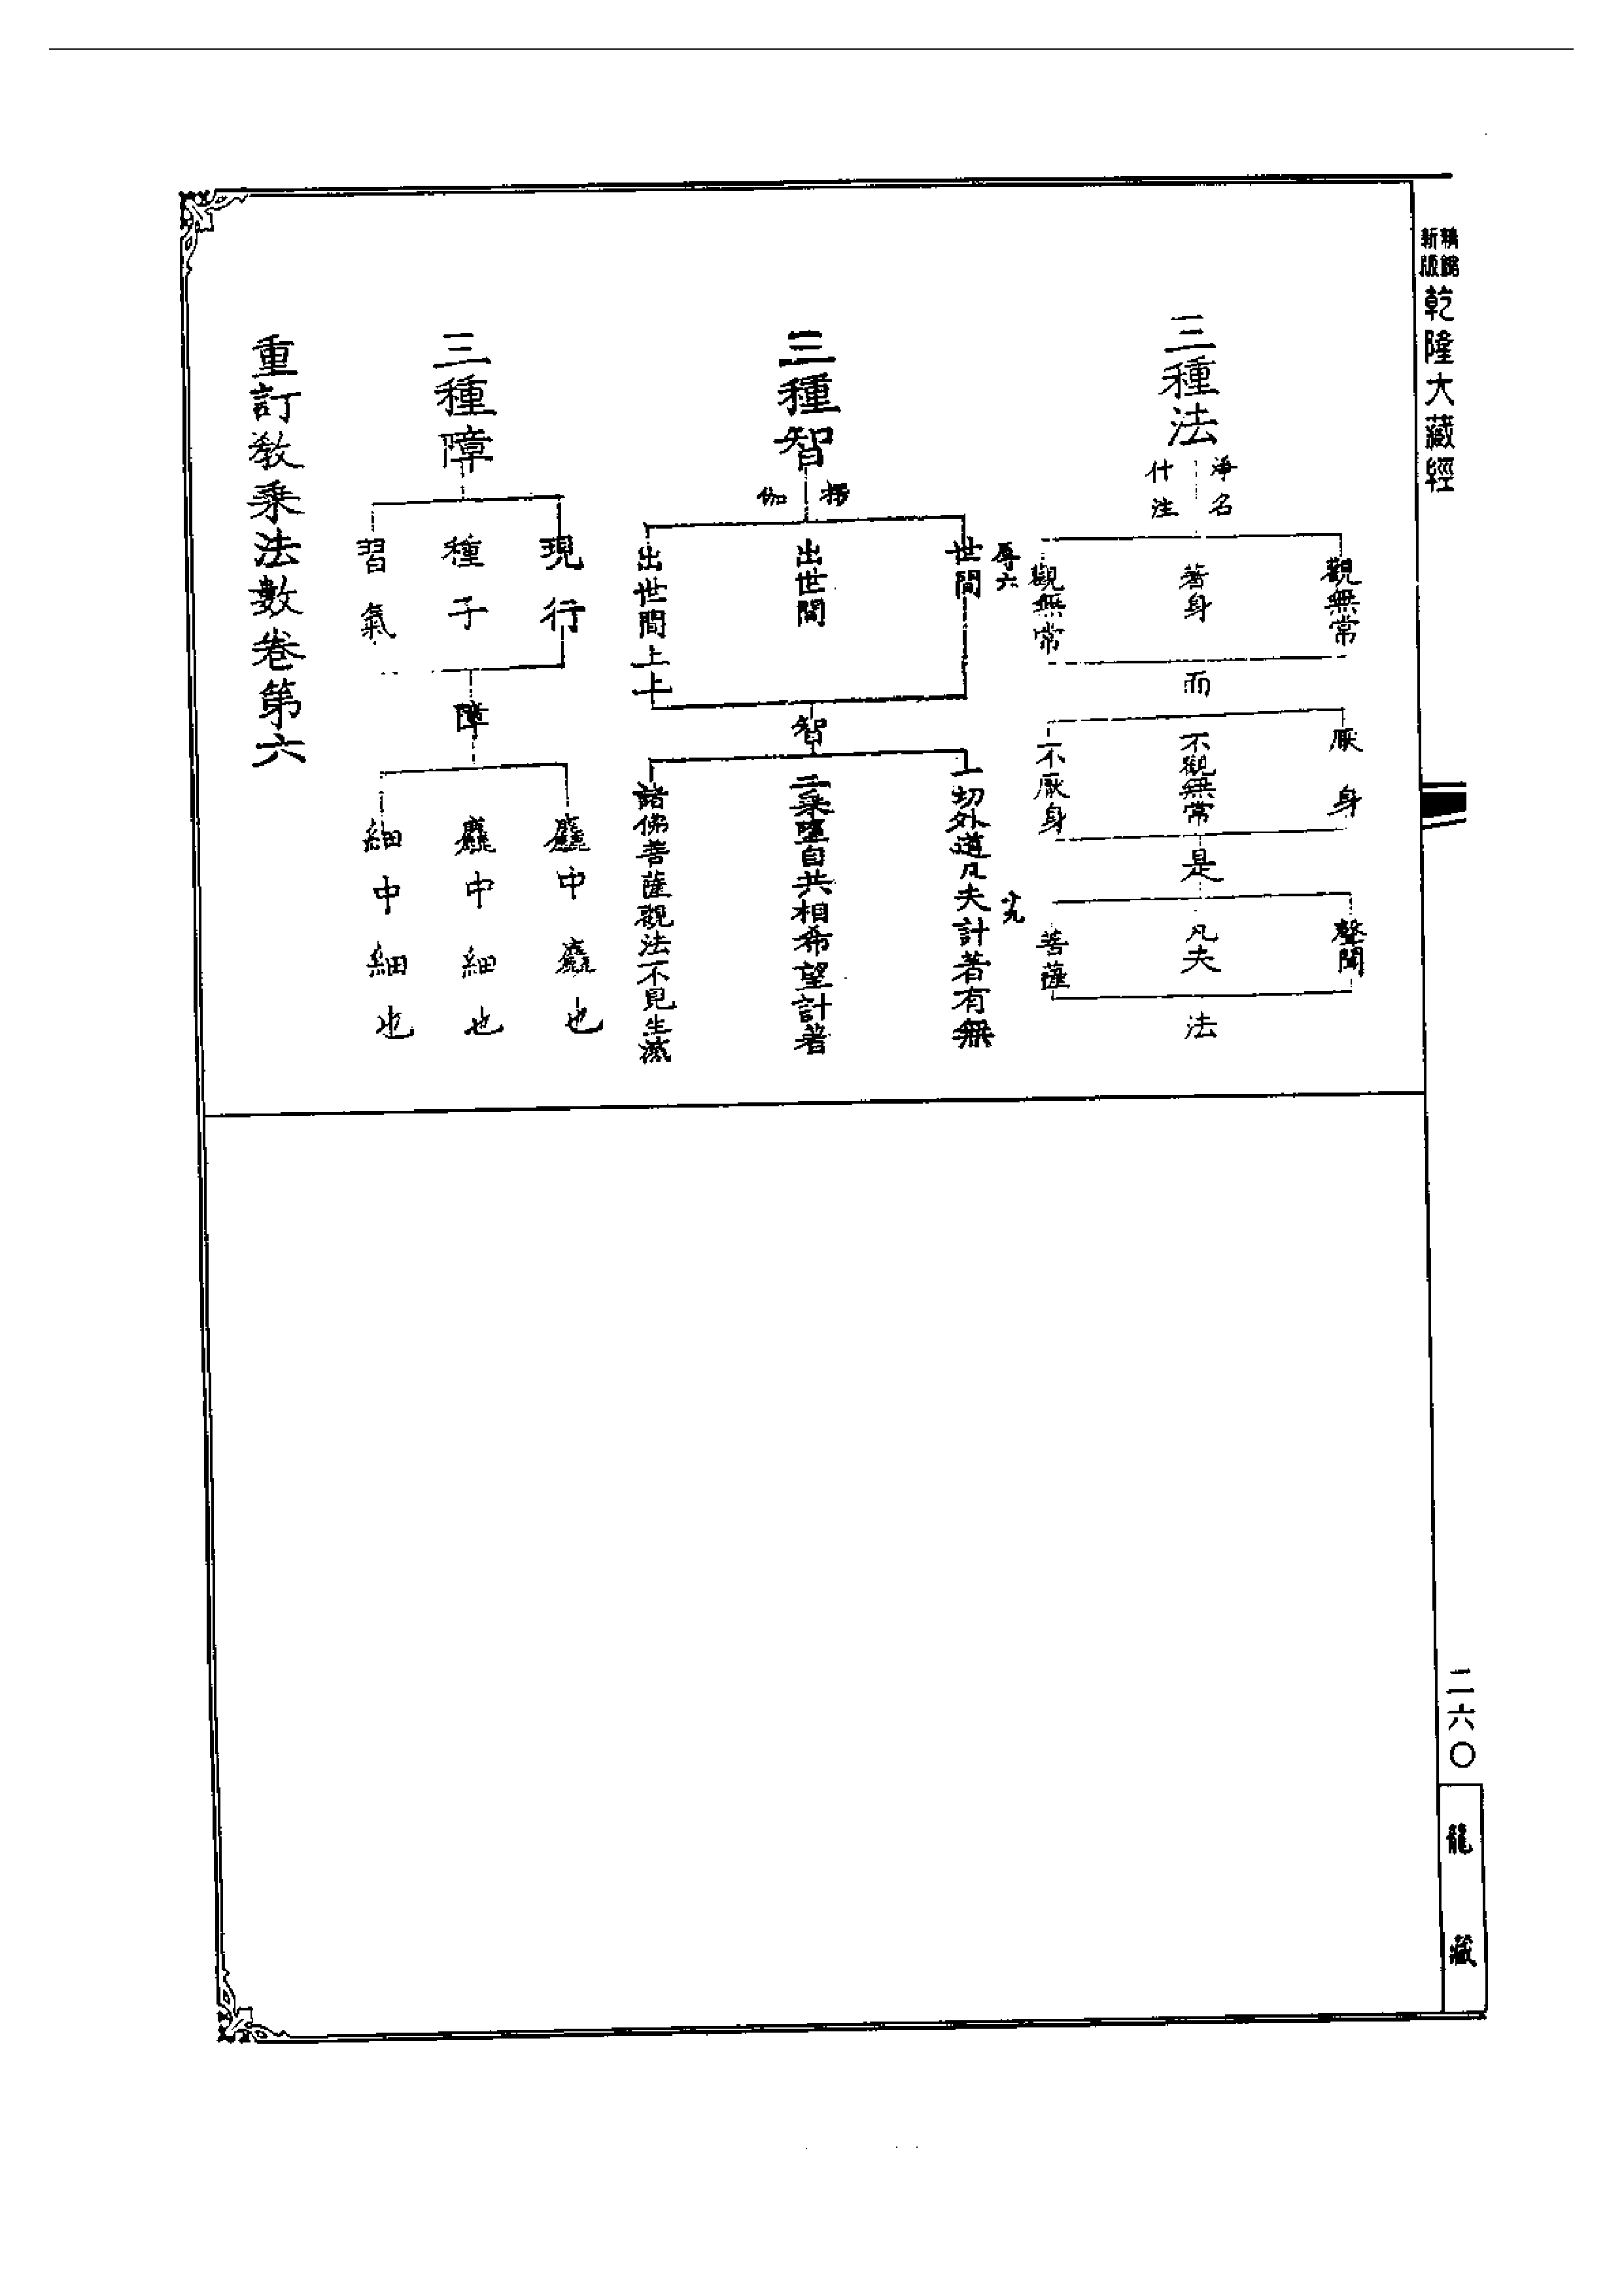 精編
新版
乾隆大藏經
三種法
淨名
什注
觀無常
著身
觀無常
而
厭身
不觀無常
不厭身
是
聲聞
凡夫
菩薩
法
辱六
十九
三種智
楞
伽
世間
出世間
出世間上上
智
一切外道凡夫計著有無
二乘墮自共相希望計著
諸佛菩薩觀法不見生滅
三種障
現行
種子
習氣
障
麤中麤也
麤中細也
細中細也
重訂教乘法數卷第六
二六〇
龍藏